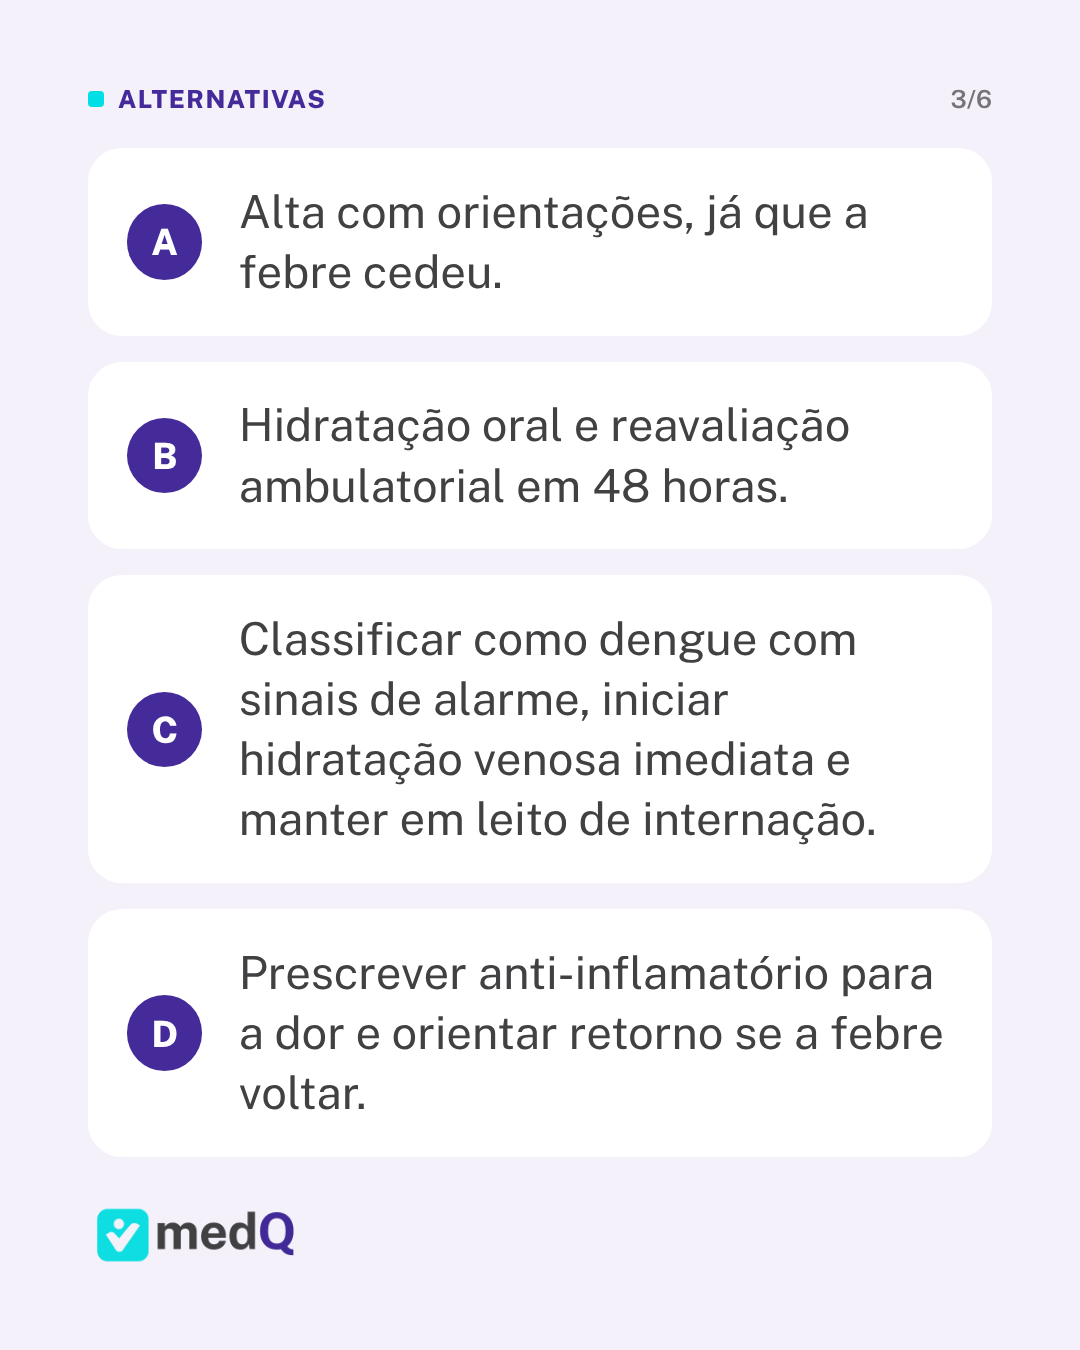 ALTERNATIVAS
3/6
A
Alta com orientações, já que a
febre cedeu.
B
Hidratação oral e reavaliação
ambulatorial em 48 horas.
C
Classificar como dengue com
sinais de alarme, iniciar
hidratação venosa imediata e
manter em leito de internação.
D
Prescrever anti-inflamatório para
a dor e orientar retorno se a febre
voltar.
medQ